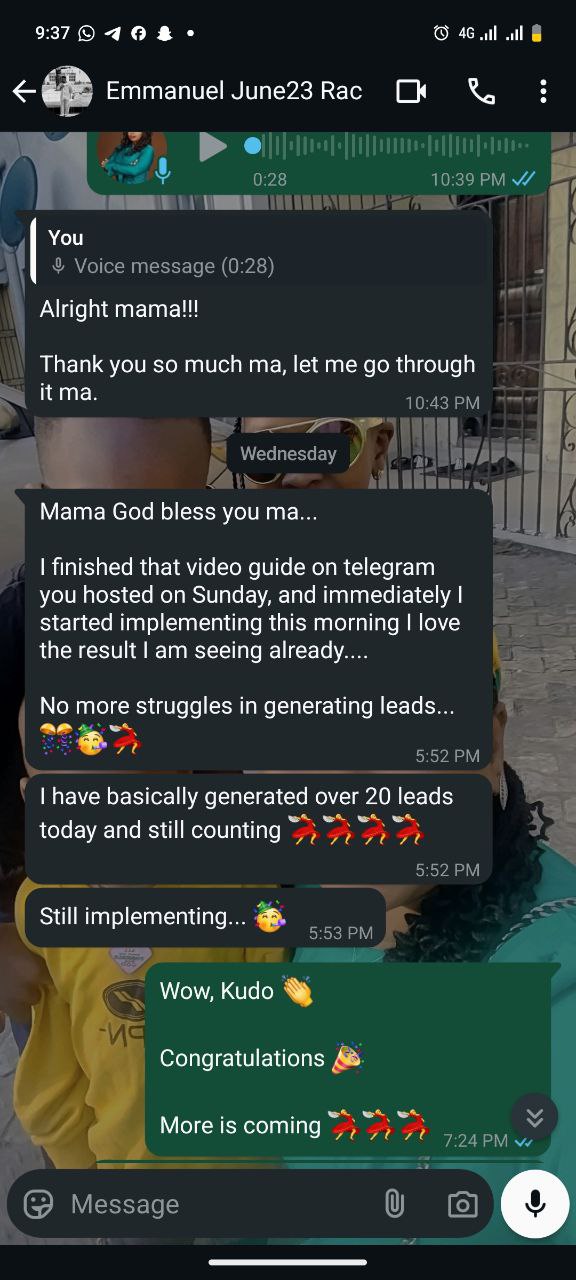 9:37
4G
Emmanuel June23 Rac
0:28
10:39 PM
You
Voice message (0:28)
Alright mama!!!
Thank you so much ma, let me go through
it ma.
10:43 PM
Wednesday
Mama God bless you ma...
I finished that video guide on telegram
you hosted on Sunday, and immediately I
started implementing this morning I love
the result I am seeing already....
No more struggles in generating leads...
🎊🥳💃
5:52 PM
I have basically generated over 20 leads
today and still counting 💃💃💃💃
5:52 PM
Still implementing... 🥳
5:53 PM
Wow, Kudo 👏
Congratulations 🎉
More is coming 💃💃💃
7:24 PM
Message